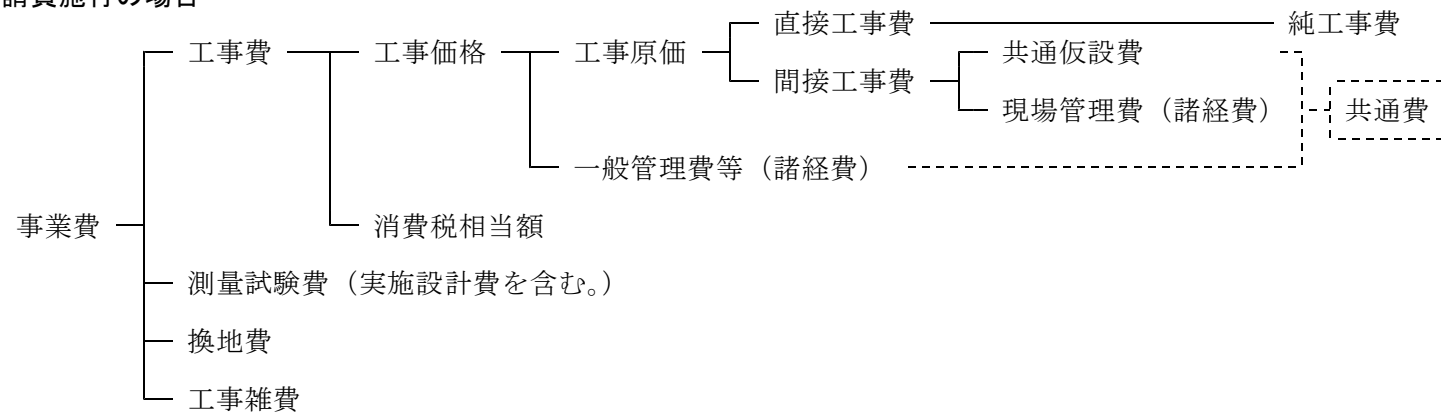 請負施行の場合
直接工事費 純工事費
工事費 工事価格 工事原価 共通仮設費
間接工事費
現場管理費（諸経費） 共通費
一般管理費等（諸経費）
事業費 消費税相当額
測量試験費（実施設計費を含む。）
換地費
工事雑費